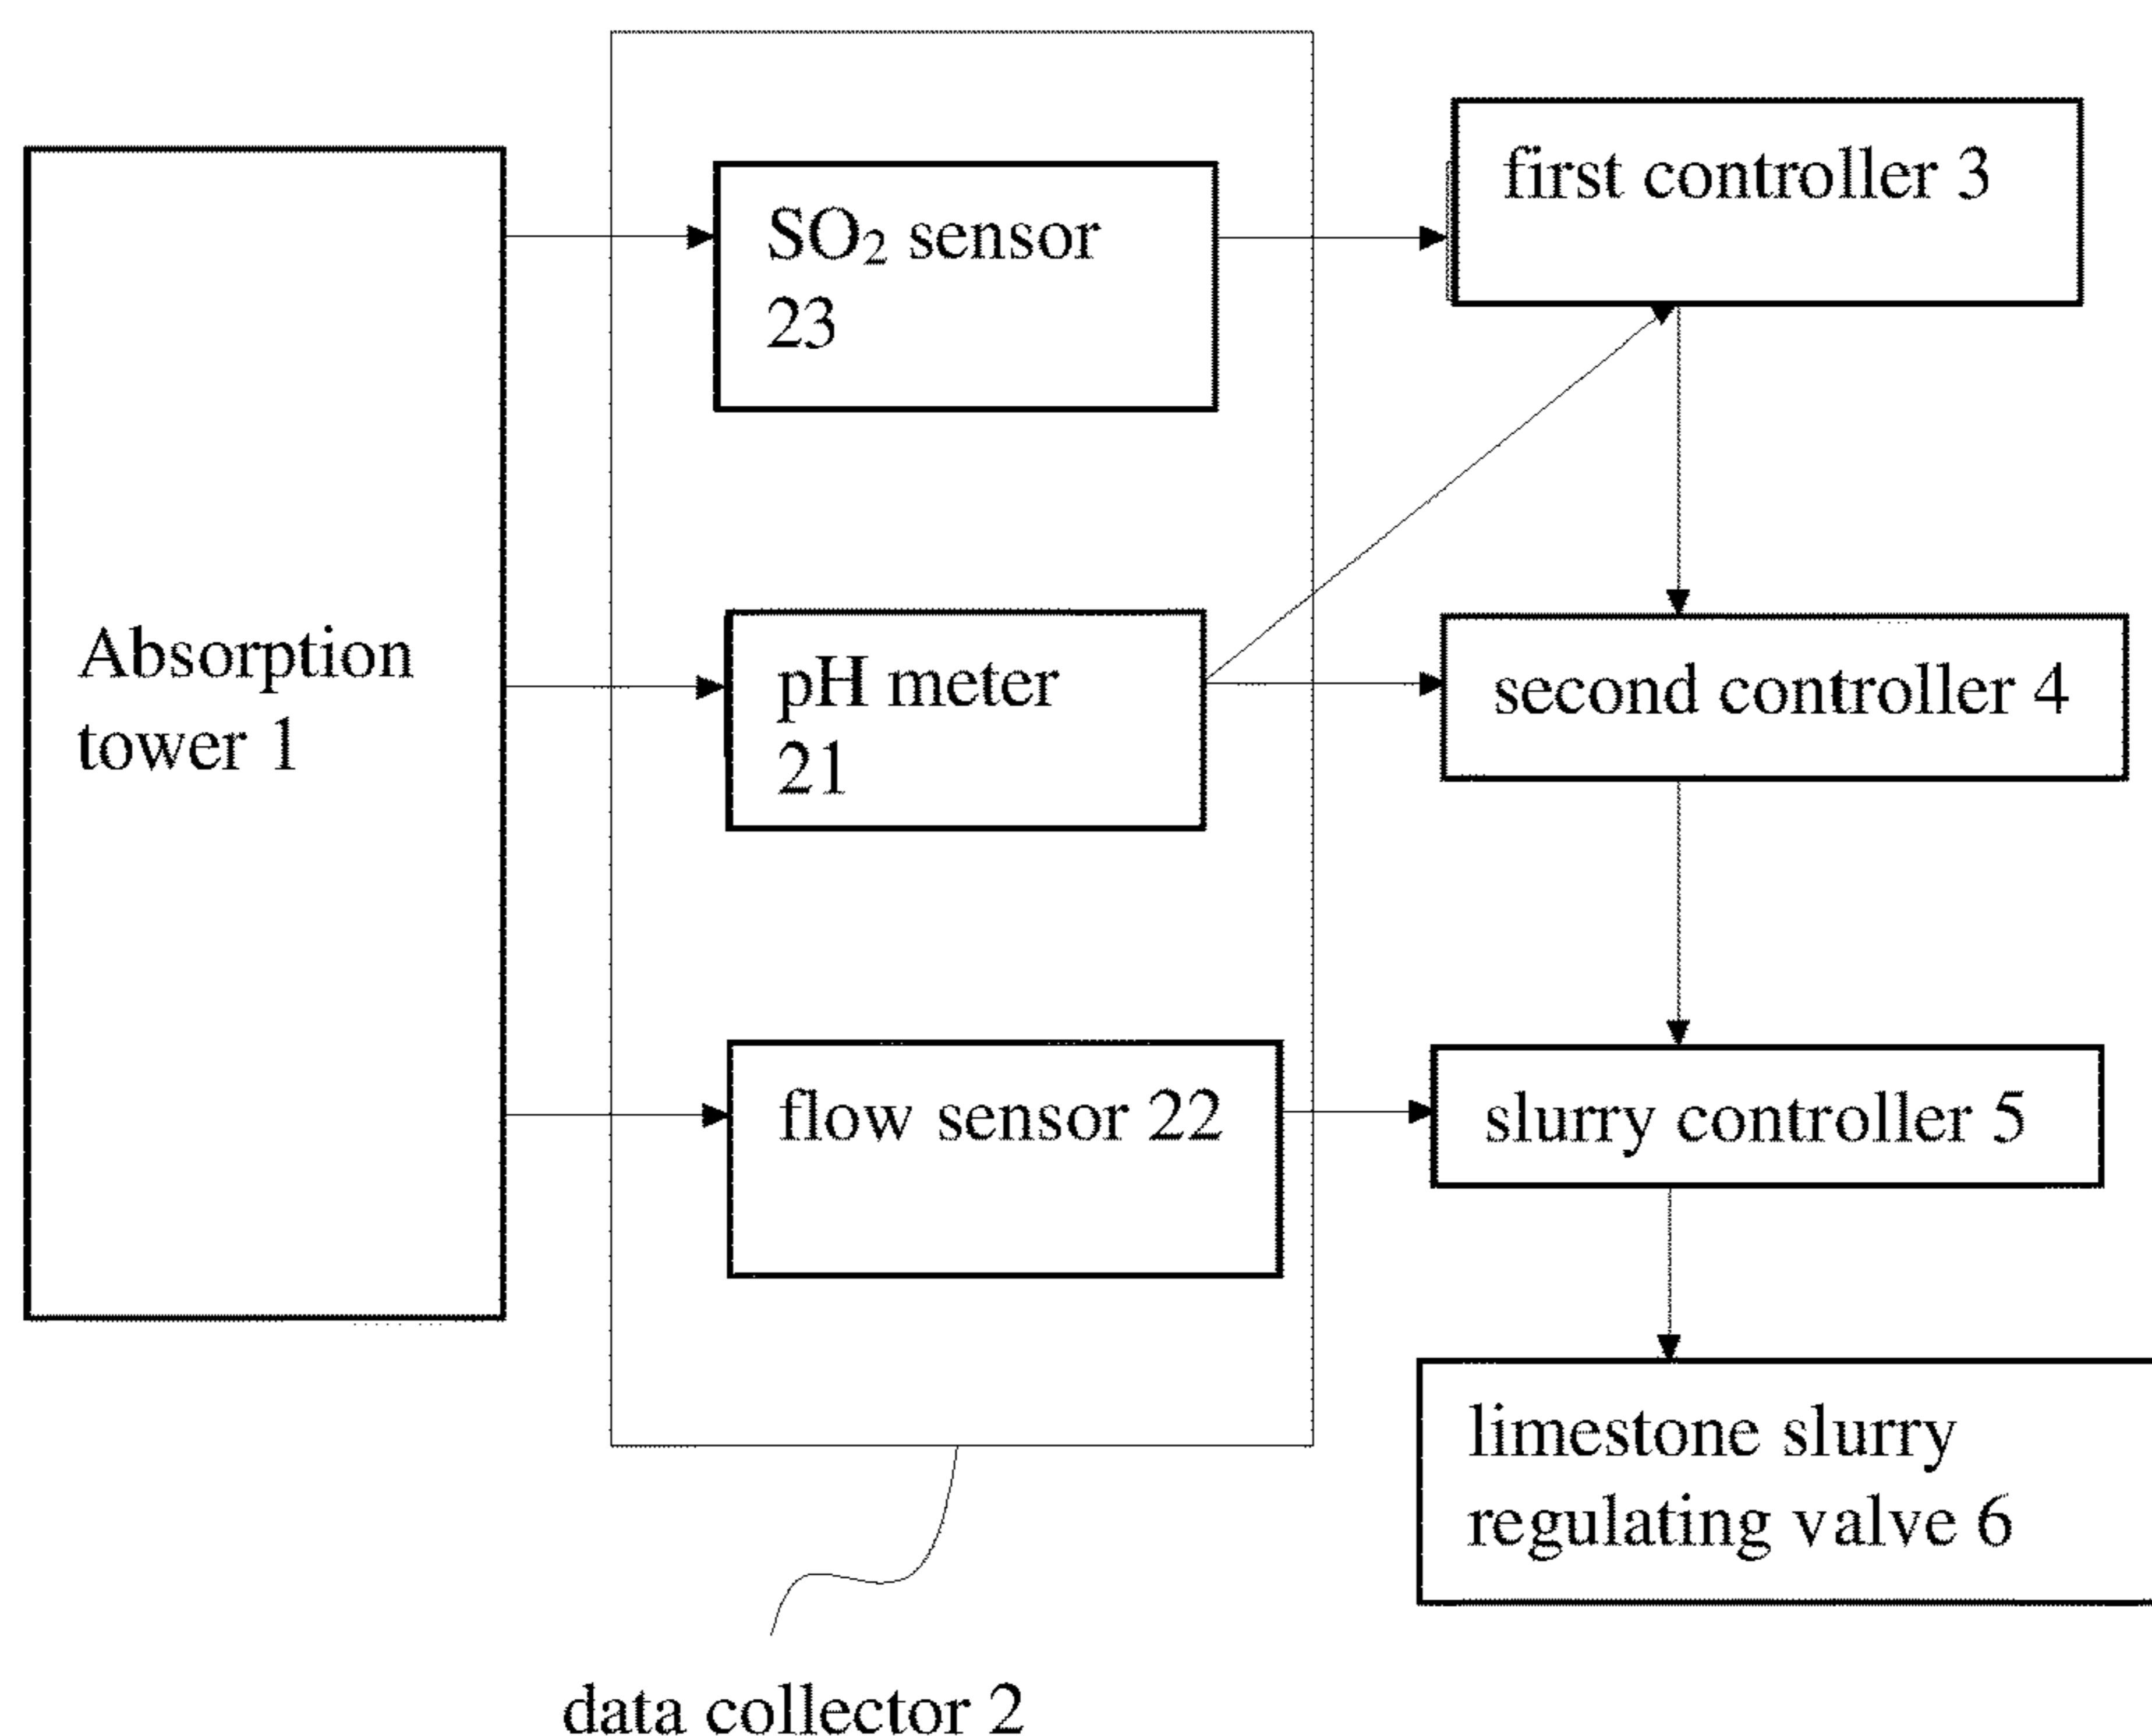 Absorption
tower 1
SO₂ sensor
23
pH meter
21
flow sensor 22
first controller 3
second controller 4
slurry controller 5
limestone slurry
regulating valve 6
data collector 2